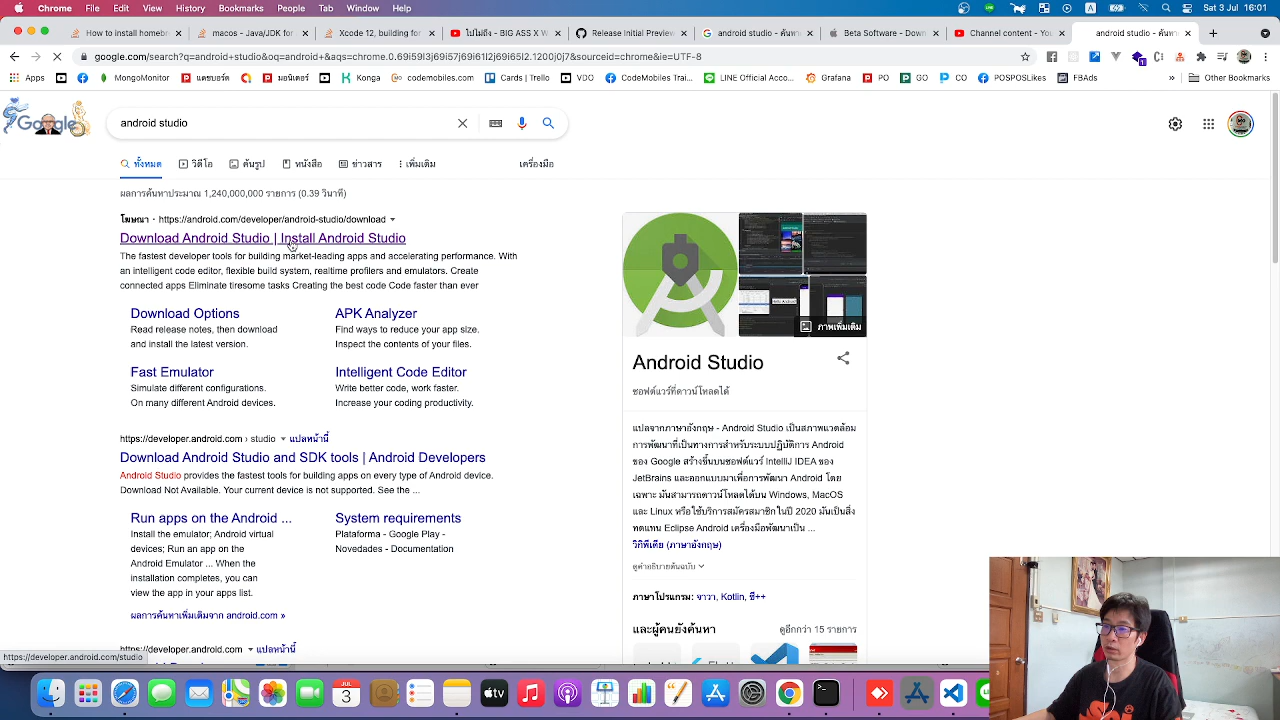 Chrome File Edit View History Bookmarks Profiles Tab Window Help
Sat 3 Jul 16:01
How to install homebr
macos - Java/JDK for
Xcode 12, building for
Release Initial Preview
android studio - ค้นห
Beta Software - Down
Channel content - Yo
android studio - ค้นห
google.com/search?q=android+studio&oq=android+studio&aqs=chrome.0.69i59l3j69i57j69i61l2j69i65l2.1200j0j7&sourceid=chrome&ie=UTF-8
Apps
MongoMonitor
แดชบอร์ด
มอนิเตอร์
Konga
codemobiles.com
Cards | Trello
VDO
CodeMobiles Trai...
LINE Official Acco...
Grafana
PO
GO
CO
POSPOSLikes
FBAds
»
Other Bookmarks
Google
android studio
ทั้งหมด
วิดีโอ
ค้นรูป
หนังสือ
ข่าวสาร
เพิ่มเติม
เครื่องมือ
ผลการค้นหาประมาณ 1,240,000,000 รายการ (0.39 วินาที)
โฆษณา · https://android.com/developer/android-studio/download
Download Android Studio | Install Android Studio
an intelligent code editor, flexible build system, realtime profilers, and emulators. Create
complex apps Eliminate tiresome tasks. Creating the best apps Code faster than ever
Download Options
Read release notes, then download
and install the latest version.
APK Analyzer
Find ways to reduce your app size.
Inspect the contents of your files.
Fast Emulator
Simulate different configurations.
On many different Android devices.
Intelligent Code Editor
Write better code, work faster.
Increase your coding productivity.
https://developer.android.com › studio แปลหน้านี้
Download Android Studio and SDK tools | Android Developers
Android Studio provides the fastest tools for building apps on every type of Android device.
Download Not Available. Your current device is not supported. See the ...
Run apps on the Android ...
Install the emulator; Android virtual
devices; Run an app on the
Android Emulator ... When the
installation completes, you can
view the app in your apps list.
System requirements
Plataforma - Google Play -
Novedades - Documentation
ผลการค้นหาเพิ่มเติมจาก android.com »
https://developer.android.com แปลหน้านี้
https://developer.android.com/studio
ภาพเพิ่มเติม
Android Studio
ซอฟต์แวร์ที่ดาวน์โหลดได้
แปลจากภาษาอังกฤษ - Android Studio เป็นสภาพแวดล้อม
การพัฒนาที่เป็นทางการสำหรับระบบปฏิบัติการ Android
ของ Google สร้างขึ้นบนซอฟต์แวร์ IntelliJ IDEA ของ
JetBrains และออกแบบมาเพื่อการพัฒนา Android โดย
เฉพาะ มันสามารถดาวน์โหลดได้บน Windows, MacOS
และ Linux หรือใช้บริการสมัครสมาชิกในปี 2020 มันเป็นสิ่ง
ทดแทน Eclipse Android เครื่องมือพัฒนาเป็น ...
วิกิพีเดีย (ภาษาอังกฤษ)
ดูคำอธิบายต้นฉบับ
ภาษาโปรแกรม: จาวา, Kotlin, ซี++
และผู้คนยังค้นหา
ดูอีกกว่า 15 รายการ
JUL
3
tv